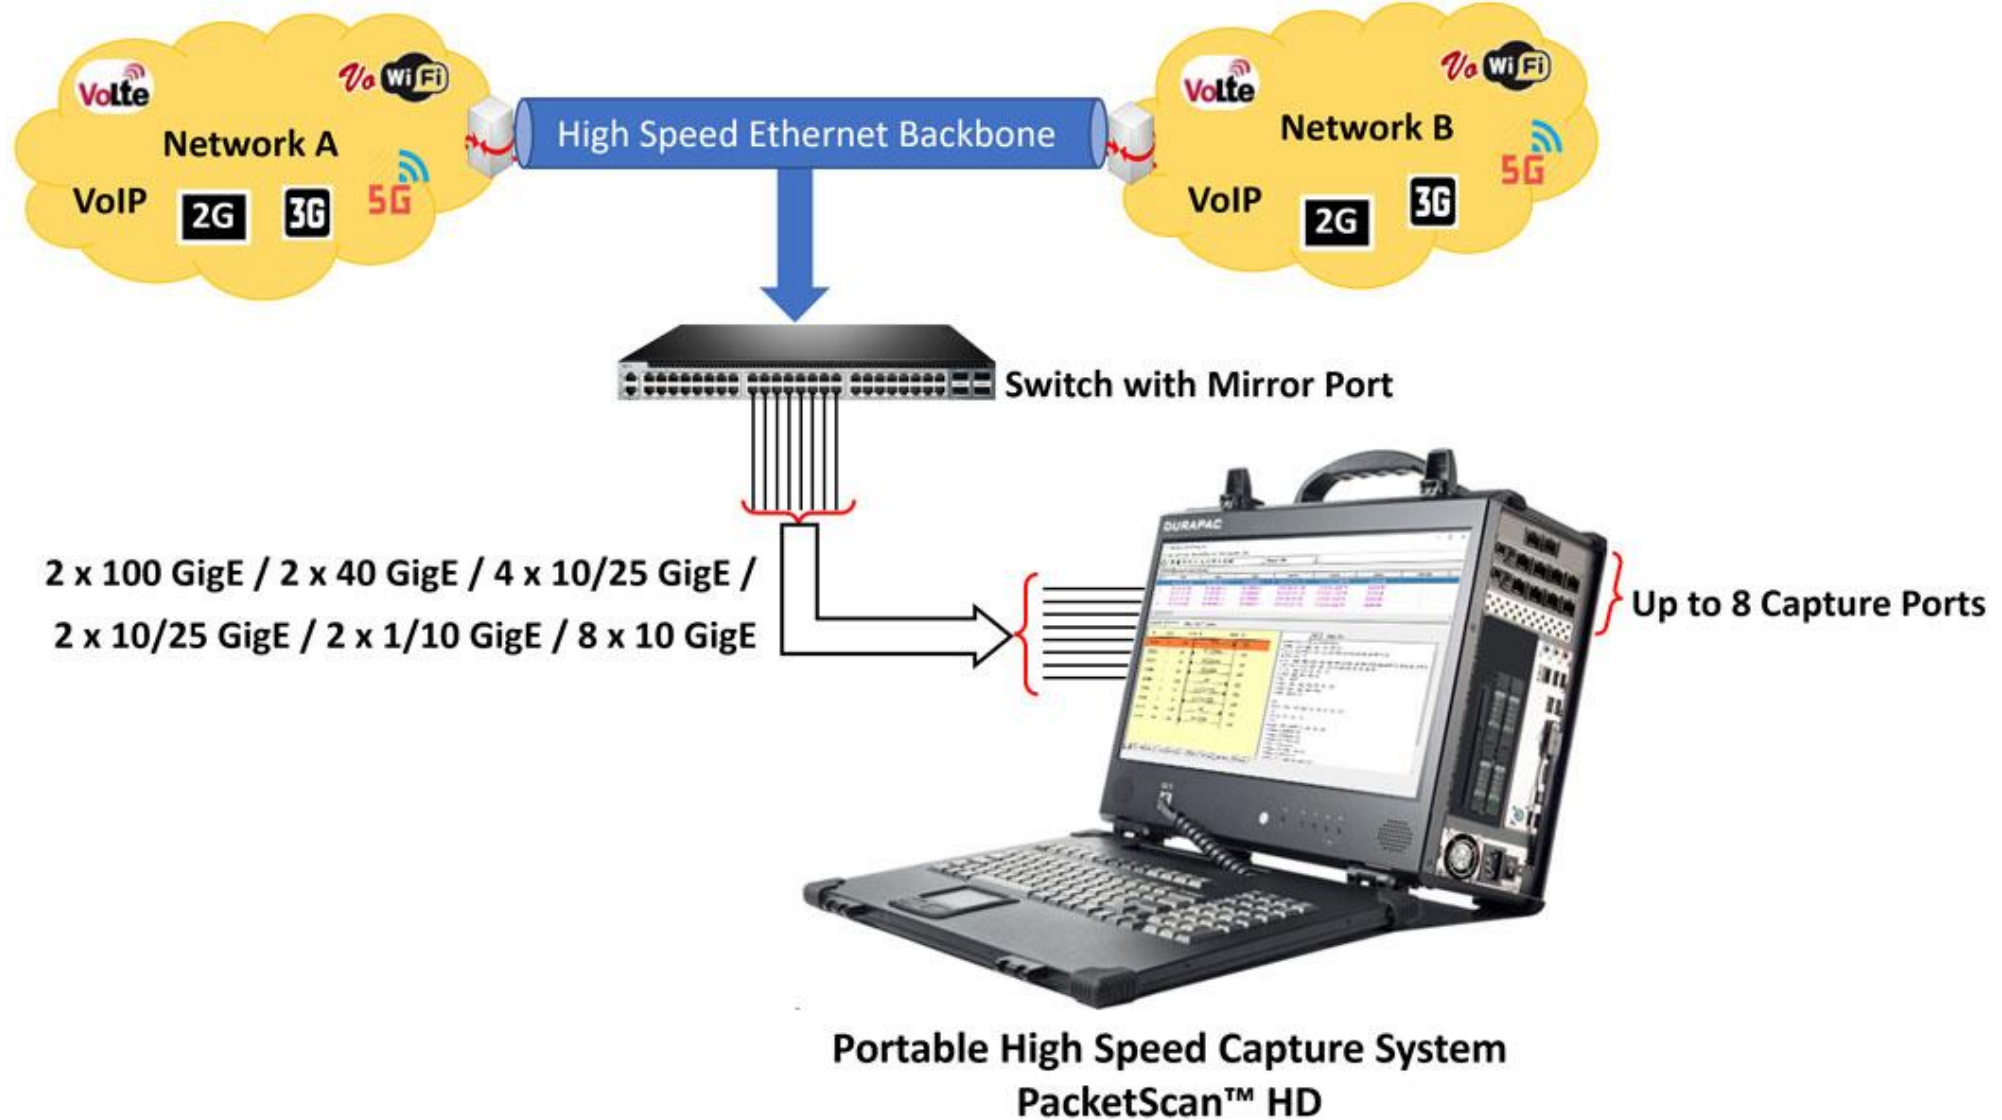 Volte
Vo WiFi
Network A
VoIP
2G
3G
5G
High Speed Ethernet Backbone
Volte
Vo WiFi
Network B
VoIP
2G
3G
5G
Switch with Mirror Port
2 x 100 GigE / 2 x 40 GigE / 4 x 10/25 GigE /
2 x 10/25 GigE / 2 x 1/10 GigE / 8 x 10 GigE
DURAPAC
Up to 8 Capture Ports
Portable High Speed Capture System
PacketScan™ HD